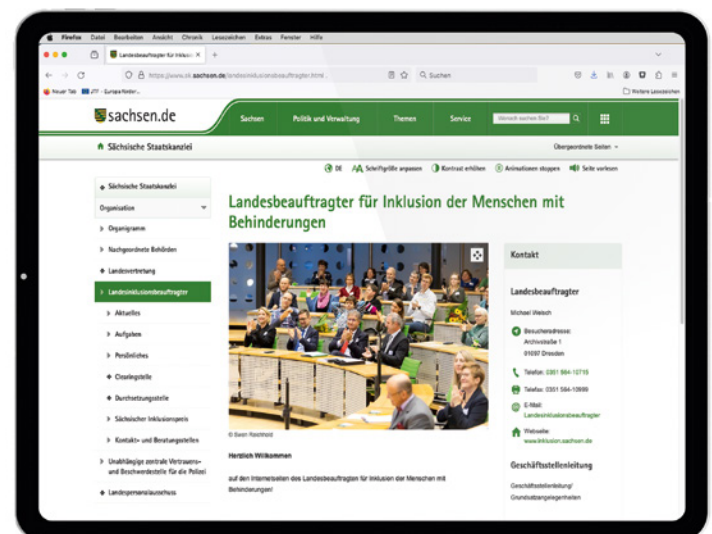 Firefox Datei Bearbeiten Ansicht Chronik Lesezeichen Extras Fenster Hilfe
Landesbeauftragter für Inklusion
https://www.sk.sachsen.de/landesinklusionsbeauftragter.html
Suchen
Neuer Tab
Weitere Lesezeichen
sachsen.de
Sachsen Politik und Verwaltung Themen Service Wonach suchen Sie?
Sächsische Staatskanzlei
Übergeordnete Seiten
DE AA Schriftgröße anpassen Kontrast erhöhen Animationen stoppen Seite vorlesen
Sächsische Staatskanzlei
Organisation
Organigramm
Nachgeordnete Behörden
Landesvertretung
Landesinklusionsbeauftragter
Aktuelles
Aufgaben
Persönliches
Clearingstelle
Durchsetzungsstelle
Sächsischer Inklusionspreis
Kontakt- und Beratungsstellen
Unabhängige zentrale Vertrauens-
und Beschwerdestelle für die Polizei
Landespersonalausschuss
Landesbeauftragter für Inklusion der Menschen mit
Behinderungen
© Sven Reichhold
Herzlich Willkommen
auf den Internetseiten des Landesbeauftragten für Inklusion der Menschen mit
Behinderungen!
Kontakt
Landesbeauftragter
Michael Welsch
Besucheradresse:
Archivstraße 1
01097 Dresden
Telefon: 0351 564-10715
Telefax: 0351 564-10999
E-Mail:
Landesinklusionsbeauftragter
Webseite:
www.inklusion.sachsen.de
Geschäftsstellenleitung
Geschäftsstellenleitung/
Grundsatzangelegenheiten